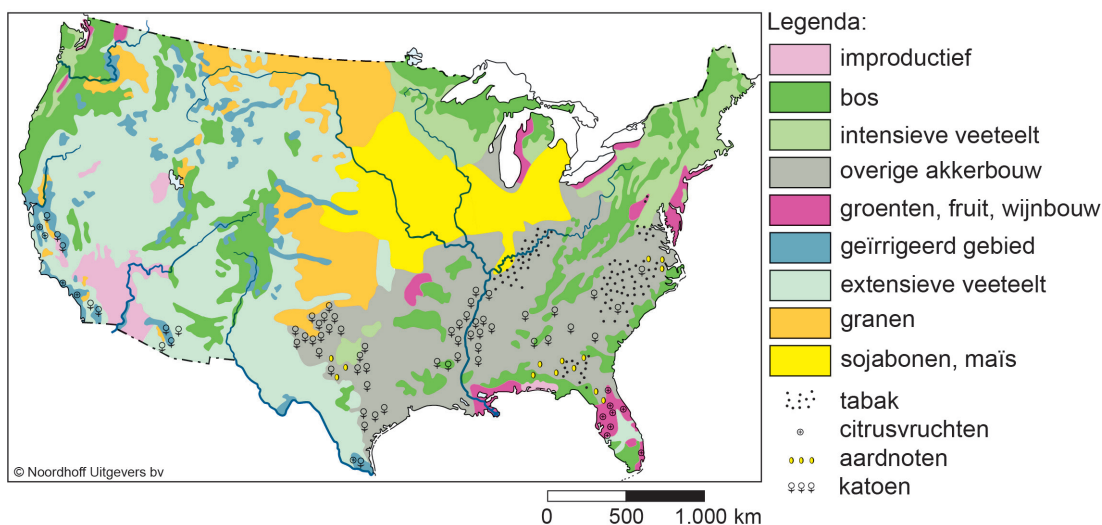 Legenda:
improductief
bos
intensieve veeteelt
overige akkerbouw
groenten, fruit, wijnbouw
geïrrigeerd gebied
extensieve veeteelt
granen
sojabonen, maïs
tabak
citrusvruchten
aardnoten
katoen
© Noordhoff Uitgevers bv
0 500 1.000 km